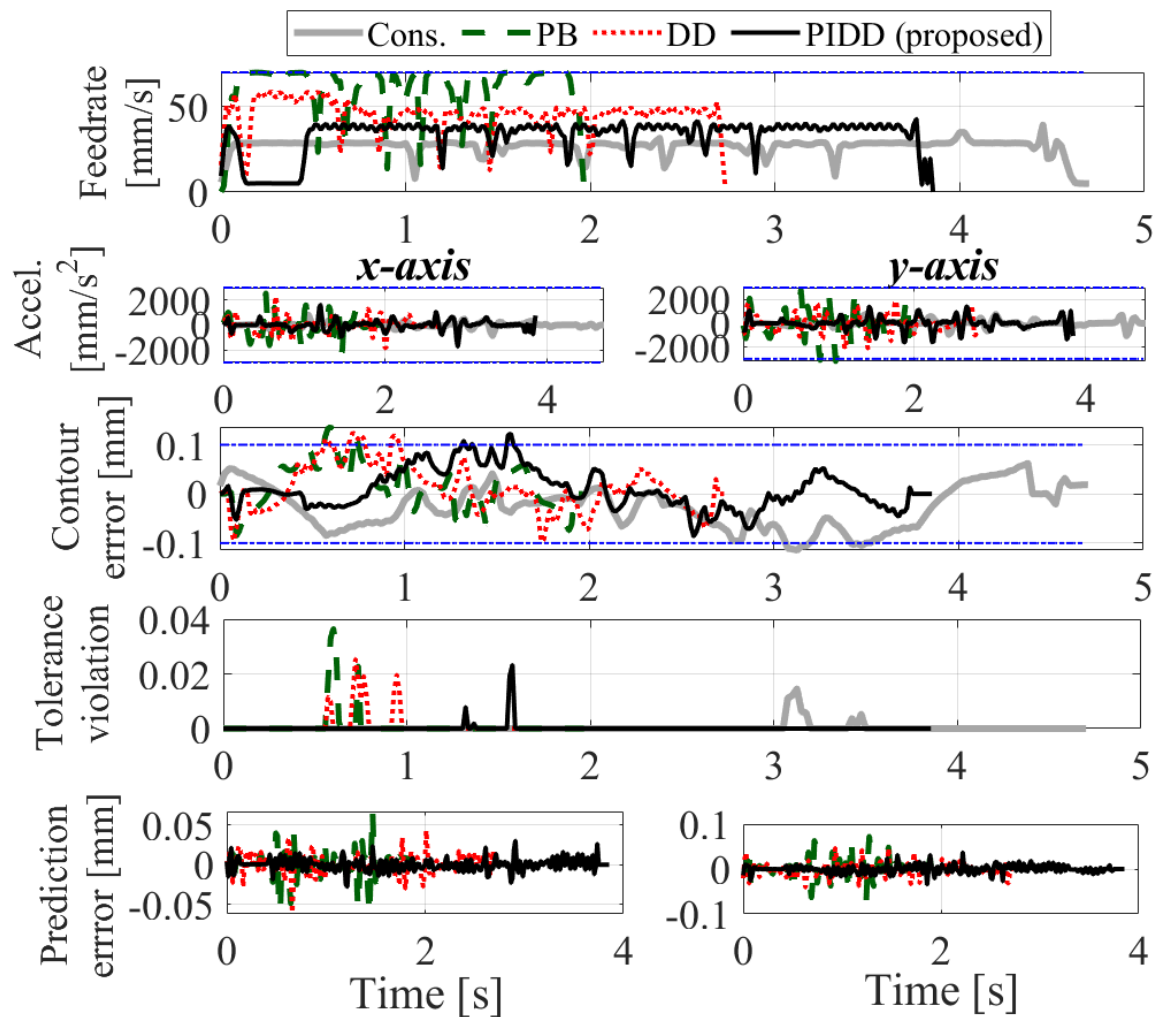 Cons. PB DD PIDD (proposed)
Feedrate
[mm/s]
50
0
0 1 2 3 4 5
x-axis y-axis
Accel.
[mm/s²]
2000
0
-2000
0 2 4
2000
0
-2000
0 2 4
Contour
errror [mm]
0.1
0
-0.1
0 1 2 3 4 5
Tolerance
violation
0.04
0.02
0
0 1 2 3 4 5
Prediction
errror [mm]
0.05
0
-0.05
0 2 4
Time [s]
0.1
0
-0.1
0 2 4
Time [s]